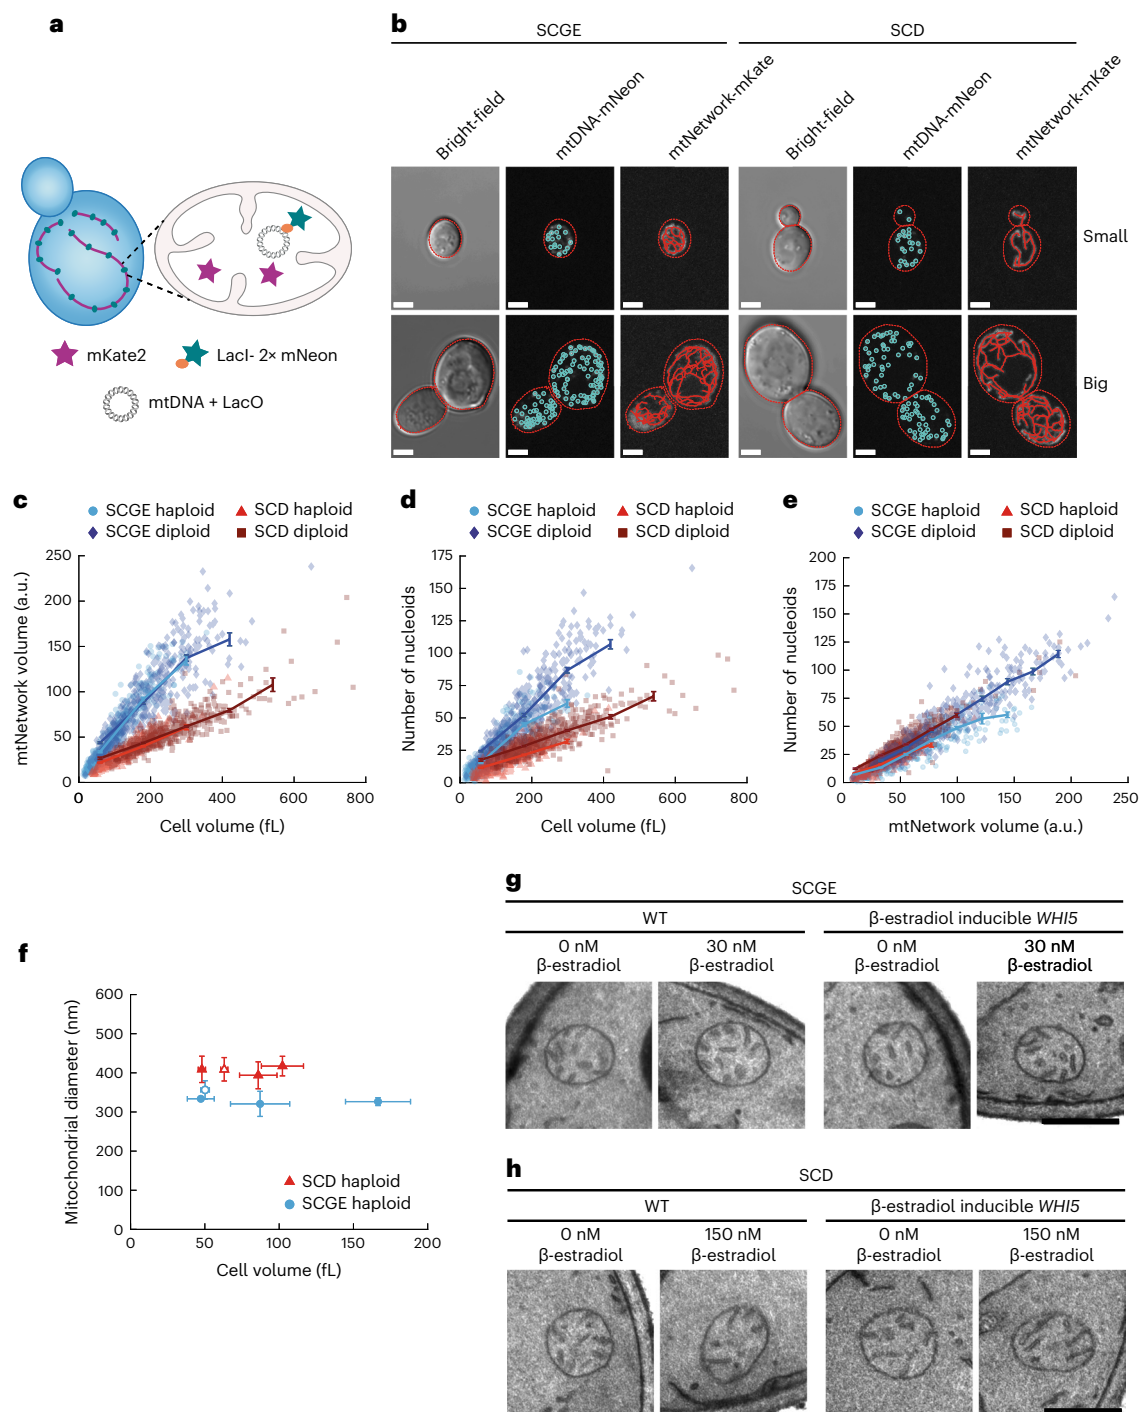 a
mKate2
LacI- 2× mNeon
mtDNA + LacO
b
SCGE
SCD
Bright-field
mtDNA-mNeon
mtNetwork-mKate
Bright-field
mtDNA-mNeon
mtNetwork-mKate
Small
Big
c
SCGE haploid
SCD haploid
SCGE diploid
SCD diploid
mtNetwork volume (a.u.)
250
200
150
100
50
0
0
200
400
600
800
Cell volume (fL)
d
SCGE haploid
SCD haploid
SCGE diploid
SCD diploid
Number of nucleoids
175
150
125
100
75
50
25
0
0
200
400
600
800
Cell volume (fL)
e
SCGE haploid
SCD haploid
SCGE diploid
SCD diploid
Number of nucleoids
200
175
150
125
100
75
50
25
0
0
50
100
150
200
250
mtNetwork volume (a.u.)
f
Mitochondrial diameter (nm)
600
500
400
300
200
100
0
SCD haploid
SCGE haploid
0
50
100
150
200
Cell volume (fL)
g
SCGE
WT
β-estradiol inducible WHI5
0 nM
β-estradiol
30 nM
β-estradiol
0 nM
β-estradiol
30 nM
β-estradiol
h
SCD
WT
β-estradiol inducible WHI5
0 nM
β-estradiol
150 nM
β-estradiol
0 nM
β-estradiol
150 nM
β-estradiol